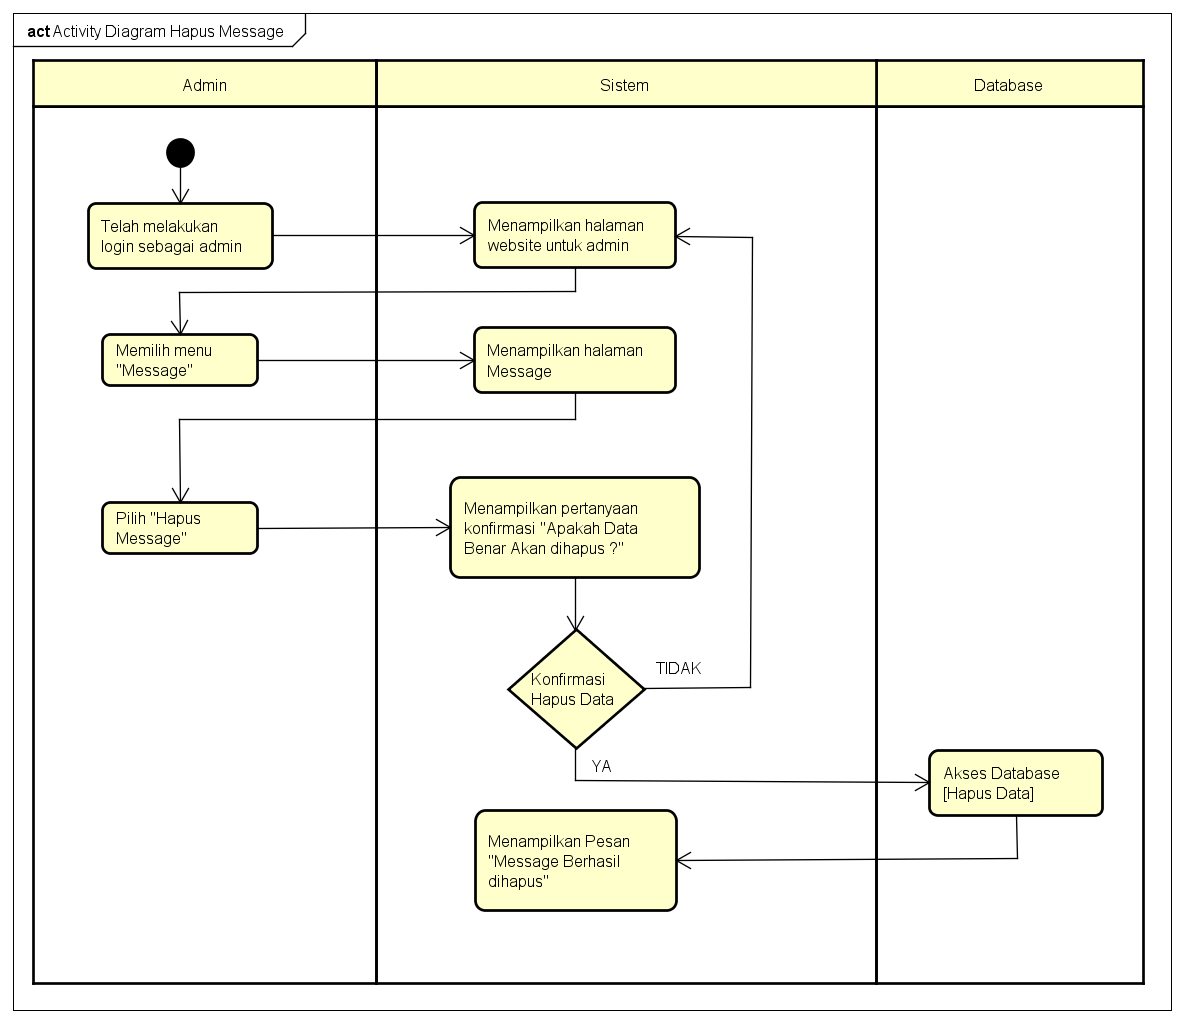 act Activity Diagram Hapus Message
Admin
Sistem
Database
Telah melakukan
login sebagai admin
Menampilkan halaman
website untuk admin
Memilih menu
"Message"
Menampilkan halaman
Message
Pilih "Hapus
Message"
Menampilkan pertanyaan
konfirmasi "Apakah Data
Benar Akan dihapus ?"
Konfirmasi
Hapus Data
TIDAK
YA
Akses Database
[Hapus Data]
Menampilkan Pesan
"Message Berhasil
dihapus"